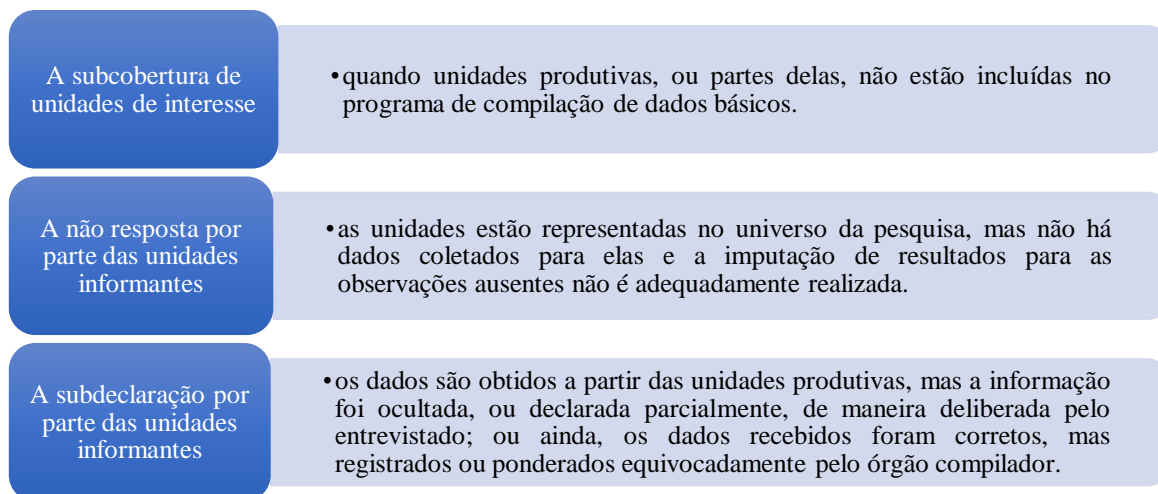 A subcobertura de
unidades de interesse
•quando unidades produtivas, ou partes delas, não estão incluídas no
programa de compilação de dados básicos.
A não resposta por
parte das unidades
informantes
•as unidades estão representadas no universo da pesquisa, mas não há
dados coletados para elas e a imputação de resultados para as
observações ausentes não é adequadamente realizada.
A subdeclaração por
parte das unidades
informantes
•os dados são obtidos a partir das unidades produtivas, mas a informação
foi ocultada, ou declarada parcialmente, de maneira deliberada pelo
entrevistado; ou ainda, os dados recebidos foram corretos, mas
registrados ou ponderados equivocadamente pelo órgão compilador.